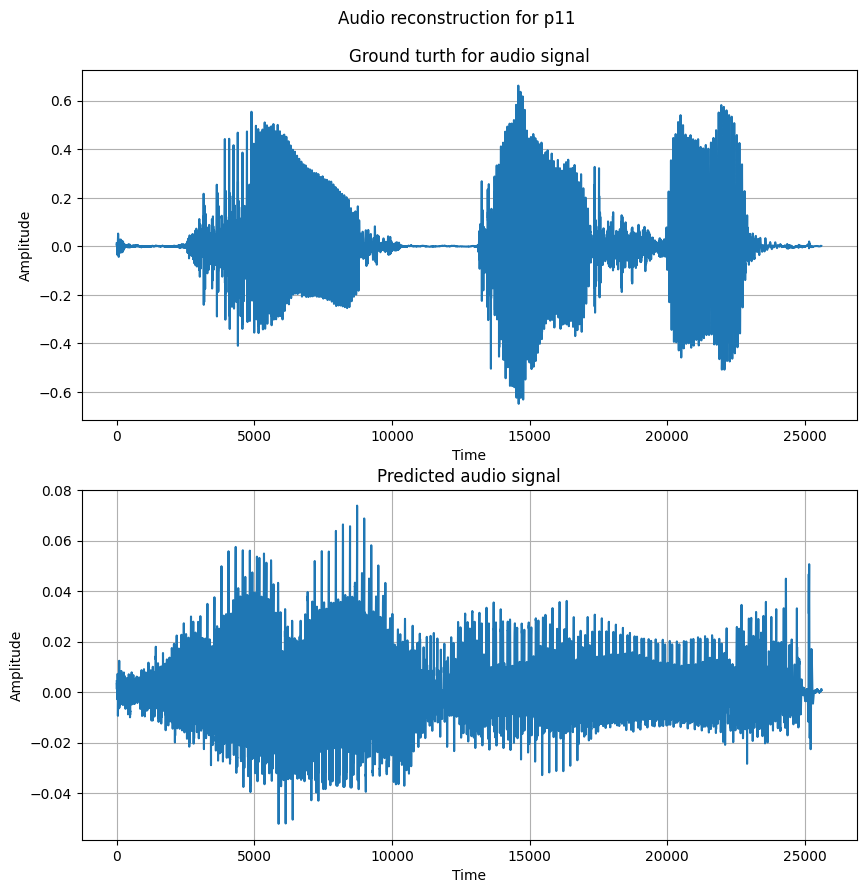 Audio reconstruction for p11
Ground turth for audio signal
0.6
0.4
0.2
0.0
−0.2
−0.4
−0.6
Amplitude
0 5000 10000 15000 20000 25000
Time
Predicted audio signal
0.08
0.06
0.04
0.02
0.00
−0.02
−0.04
Amplitude
0 5000 10000 15000 20000 25000
Time